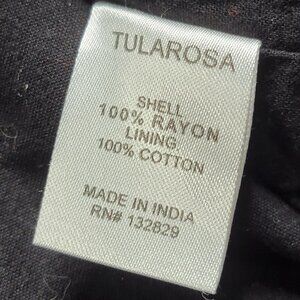 TULAROSA
SHELL
100% RAYON
LINING
100% COTTON
MADE IN INDIA
RN# 132829